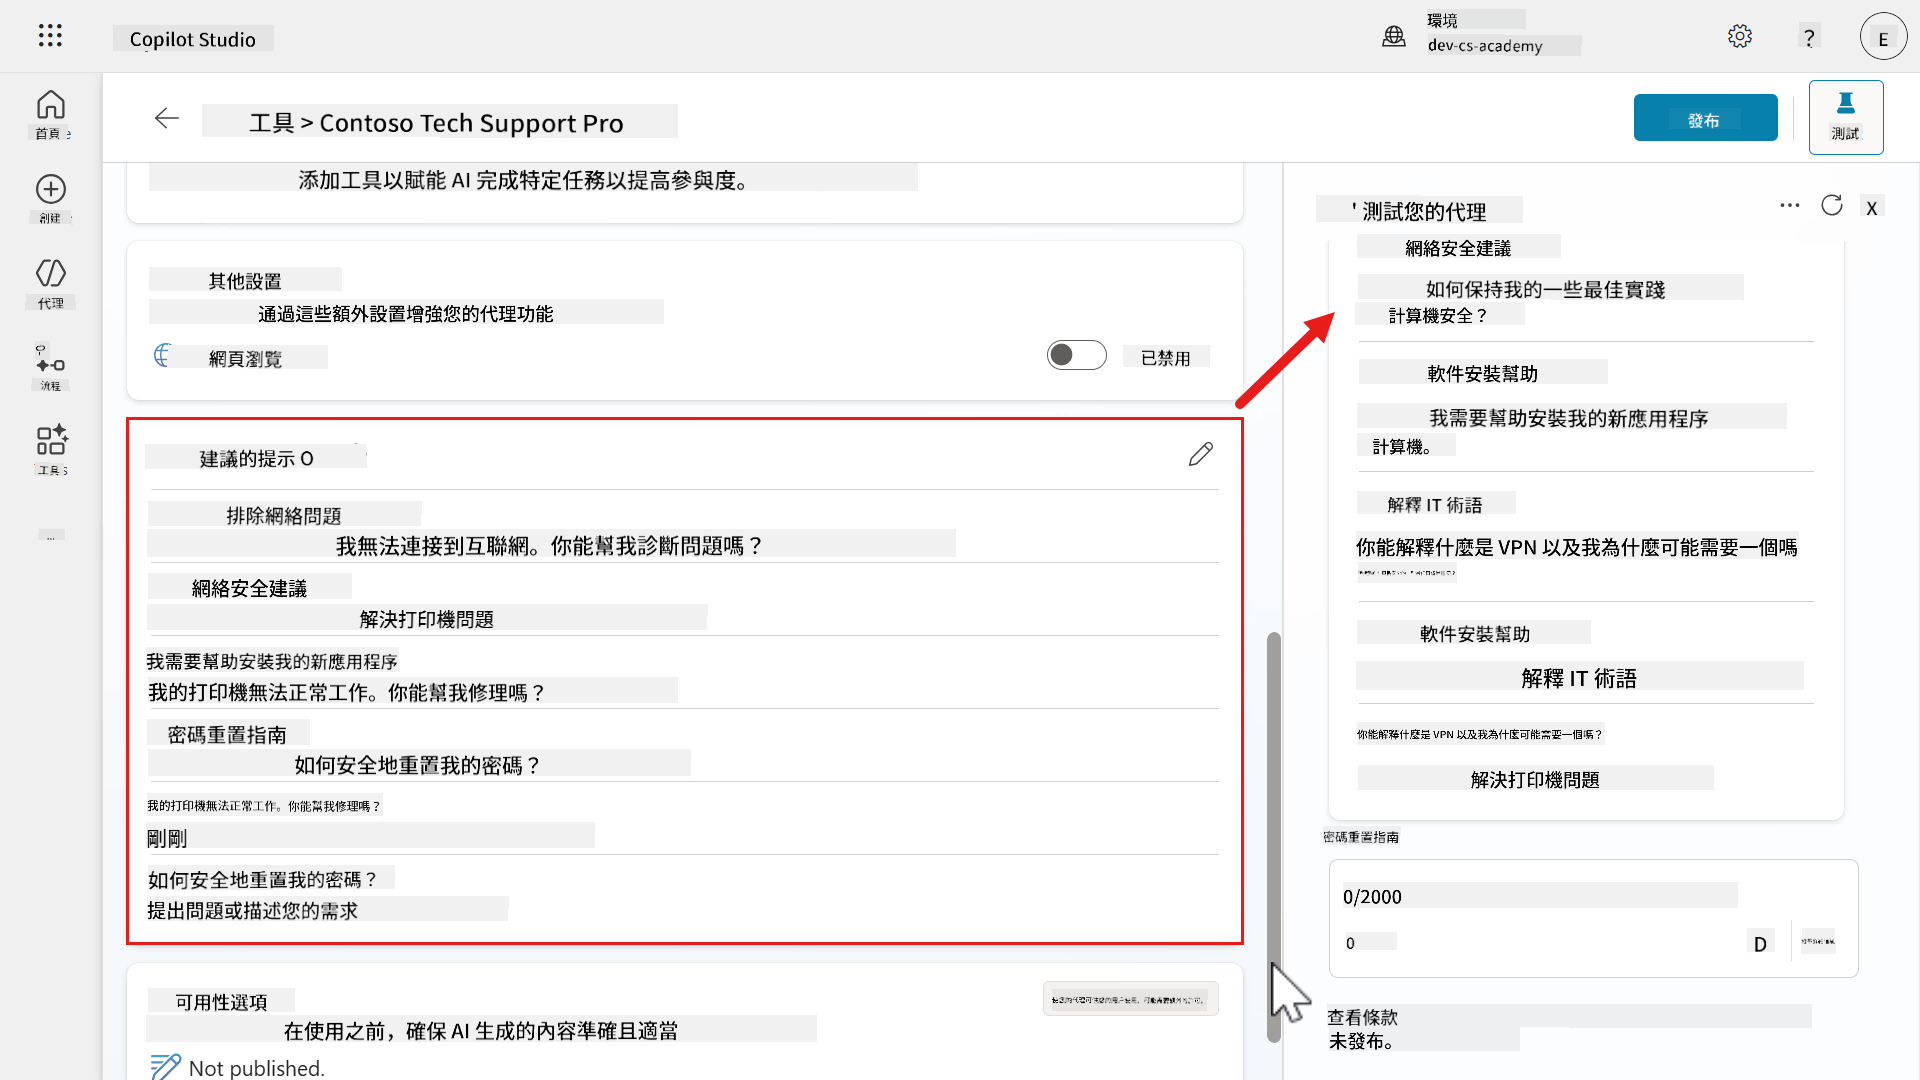 Copilot Studio
環境
dev-cs-academy
?
E
首頁
創建
代理
流程
工具
工具 > Contoso Tech Support Pro
發布
測試
添加工具以賦能 AI 完成特定任務以提高參與度。
其他設置
通過這些額外設置增強您的代理功能
網頁瀏覽
已禁用
建議的提示 O
排除網絡問題
我無法連接到互聯網。你能幫我診斷問題嗎？
網絡安全建議
解決打印機問題
我需要幫助安裝我的新應用程序
我的打印機無法正常工作。你能幫我修理嗎？
密碼重置指南
如何安全地重置我的密碼？
我的打印機無法正常工作。你能幫我修理嗎？
剛剛
如何安全地重置我的密碼？
提出問題或描述您的需求
可用性選項
在使用之前，確保 AI 生成的內容準確且適當
Not published.
' 測試您的代理
X
網絡安全建議
如何保持我的一些最佳實踐
計算機安全？
軟件安裝幫助
我需要幫助安裝我的新應用程序
計算機。
解釋 IT 術語
你能解釋什麼是 VPN 以及我為什麼可能需要一個嗎
軟件安裝幫助
解釋 IT 術語
你能解釋什麼是 VPN 以及我為什麼可能需要一個嗎？
解決打印機問題
密碼重置指南
0/2000
0
D
查看條款
未發布。